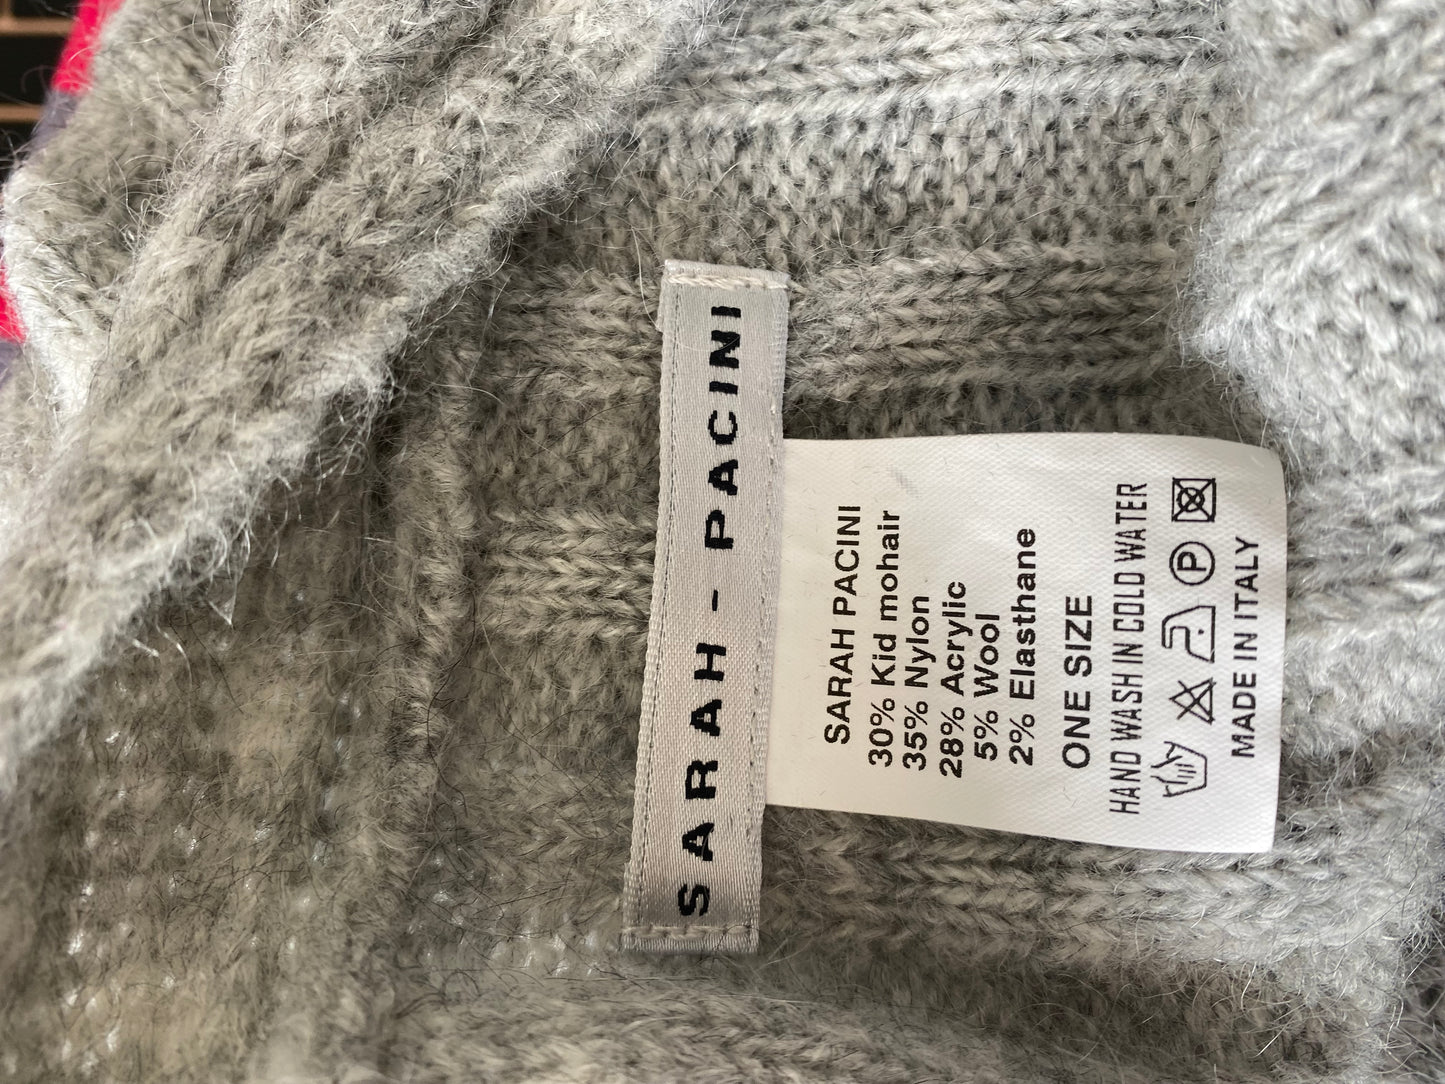 SARAH - PACINI
SARAH PACINI
30% Kid mohair
35% Nylon
28% Acrylic
5% Wool
2% Elasthane
ONE SIZE
HAND WASH IN COLD WATER
P
MADE IN ITALY